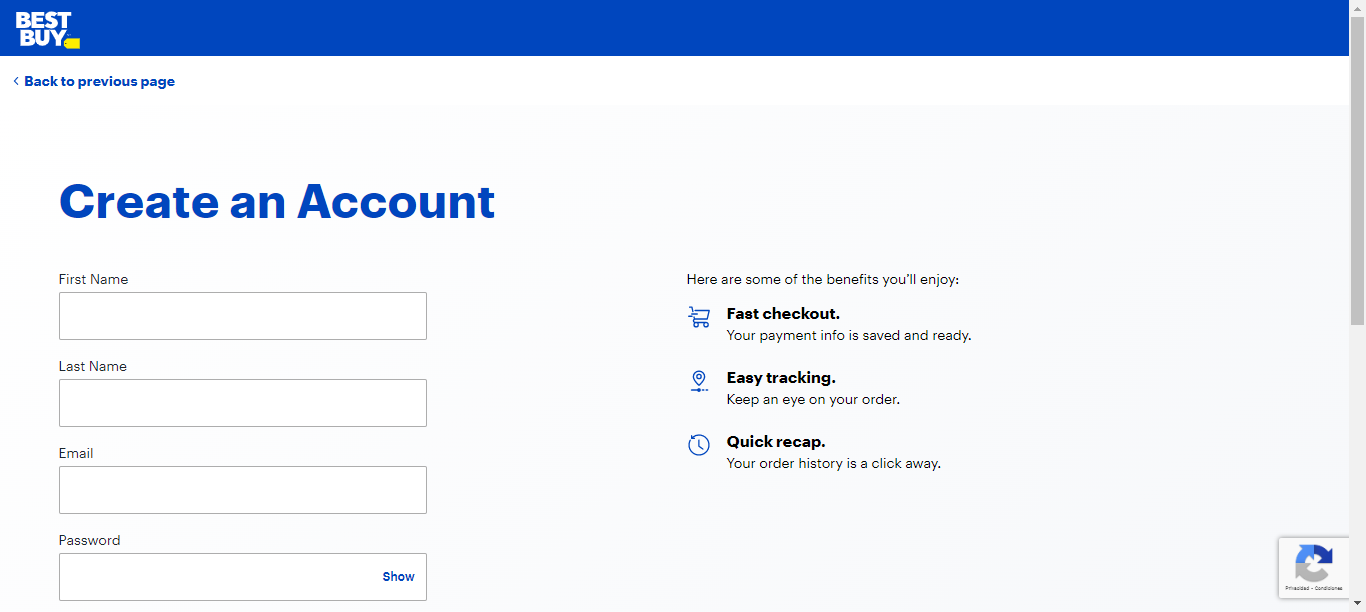 BEST
BUY
Back to previous page
Create an Account
First Name
Last Name
Email
Password
Show
Here are some of the benefits you'll enjoy:
Fast checkout.
Your payment info is saved and ready.
Easy tracking.
Keep an eye on your order.
Quick recap.
Your order history is a click away.
Privacidad - Condiciones